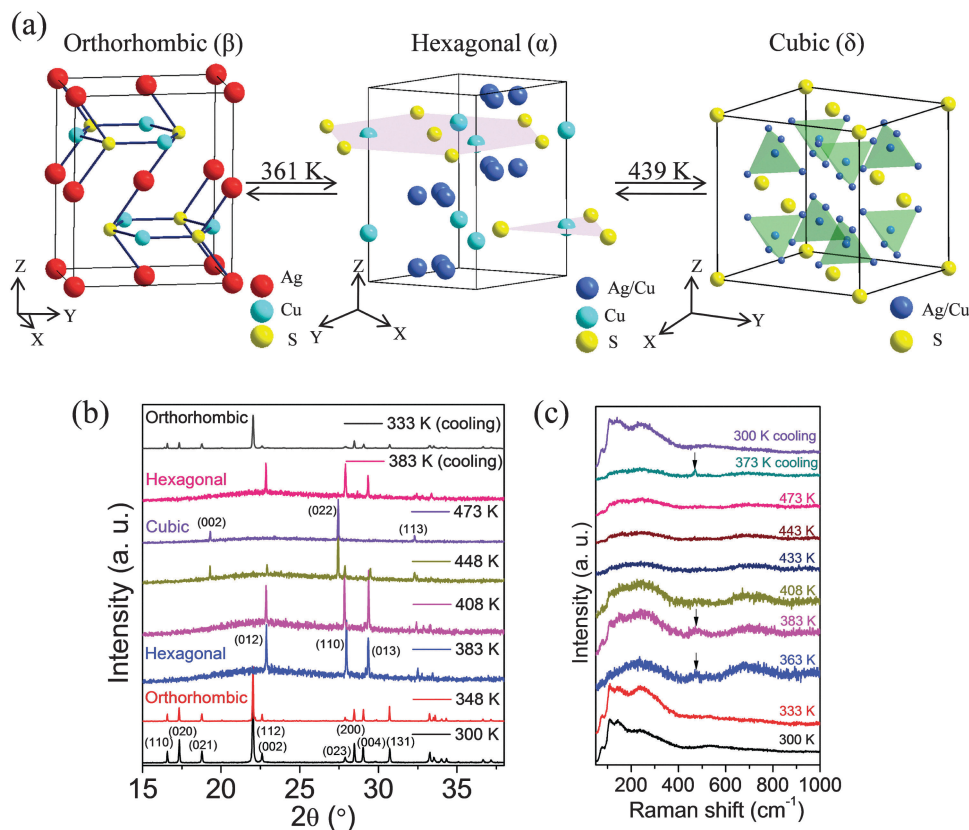 (a)
Orthorhombic (β)
Hexagonal (α)
Cubic (δ)
361 K
439 K
Z
Y
X
Ag
Cu
S
Z
Y
X
Ag/Cu
Cu
S
Z
X
Y
Ag/Cu
S
(b)
Intensity (a. u.)
Orthorhombic
333 K (cooling)
383 K (cooling)
Hexagonal
(022)
473 K
(002)
(113)
Cubic
448 K
408 K
(012)
(110)
(013)
383 K
Hexagonal
348 K
Orthorhombic
300 K
(110)
(020)
(021)
(112)
(002)
(023)
(200)
(004)
(131)
15 20 25 30 35
2θ (°)
(c)
Intensity (a. u.)
300 K cooling
373 K cooling
473 K
443 K
433 K
408 K
383 K
363 K
333 K
300 K
200 400 600 800 1000
Raman shift (cm⁻¹)